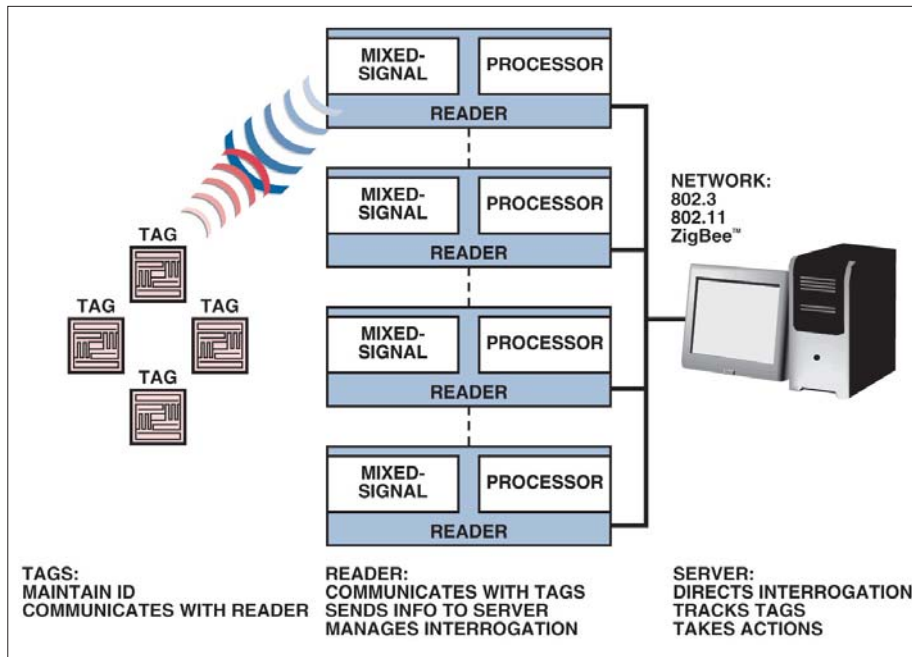 MIXED-
SIGNAL
PROCESSOR
READER
MIXED-
SIGNAL
PROCESSOR
READER
MIXED-
SIGNAL
PROCESSOR
READER
MIXED-
SIGNAL
PROCESSOR
READER
TAG
TAG
TAG
TAG
NETWORK:
802.3
802.11
ZigBee™
TAGS:
MAINTAIN ID
COMMUNICATES WITH READER
READER:
COMMUNICATES WITH TAGS
SENDS INFO TO SERVER
MANAGES INTERROGATION
SERVER:
DIRECTS INTERROGATION
TRACKS TAGS
TAKES ACTIONS